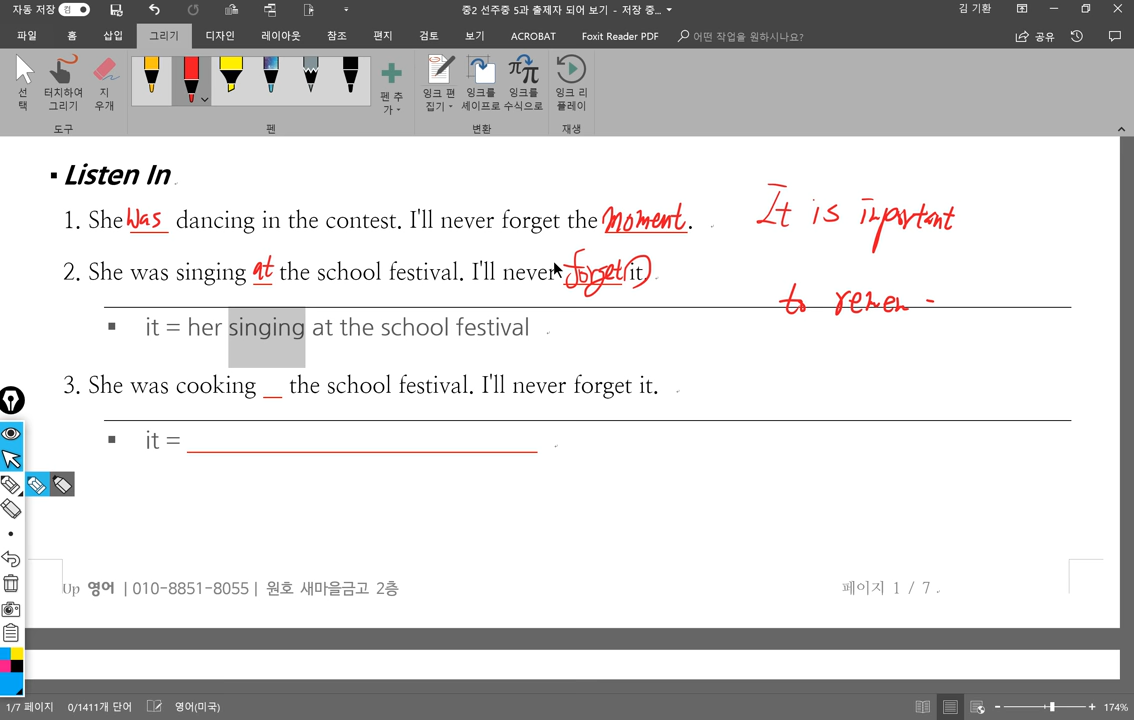 자동 저장 컴 중2 선주중 5과 출제자 되어 보기 - 저장 중... 김 기환
파일 홈 삽입 그리기 디자인 레이아웃 참조 편지 검토 보기 ACROBAT Foxit Reader PDF 어떤 작업을 원하시나요? 공유
선택 터치하여 그리기 지우개 펜 추가 잉크 편집기 잉크를 셰이프로 잉크를 수식으로 잉크 리플레이
도구 펜 변환 재생
▪ Listen In
1. She was dancing in the contest. I'll never forget the moment.
It is inportant
2. She was singing at the school festival. I'll never forget it.
to remem -
▪ it = her singing at the school festival
3. She was cooking _ the school festival. I'll never forget it.
▪ it =
Up 영어 | 010-8851-8055 | 원호 새마을금고 2층 페이지 1 / 7
1/7 페이지 0/1411개 단어 영어(미국) 174%